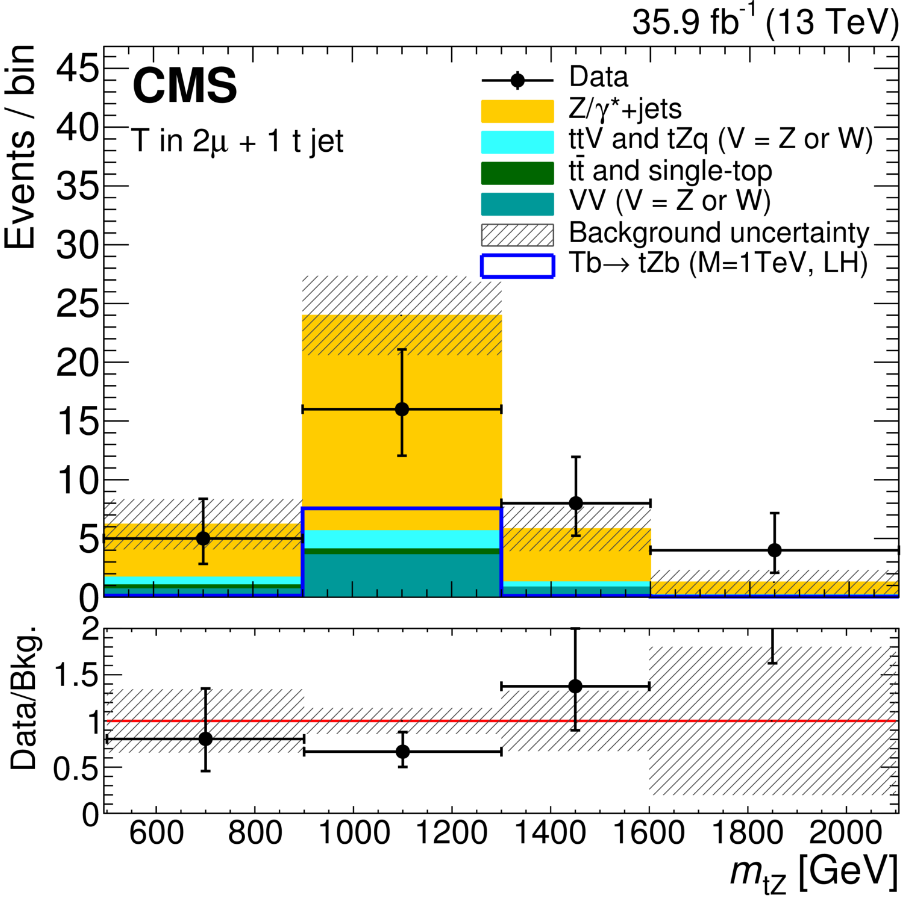 35.9 fb⁻¹ (13 TeV)
Events / bin
CMS
T in 2μ + 1 t jet
Data
Z/γ*+jets
ttV and tZq (V = Z or W)
tt̄ and single-top
VV (V = Z or W)
Background uncertainty
Tb→ tZb (M=1TeV, LH)
45
40
35
30
25
20
15
10
5
0
Data/Bkg.
2
1.5
1
0.5
0
600 800 1000 1200 1400 1600 1800 2000
m_tZ [GeV]